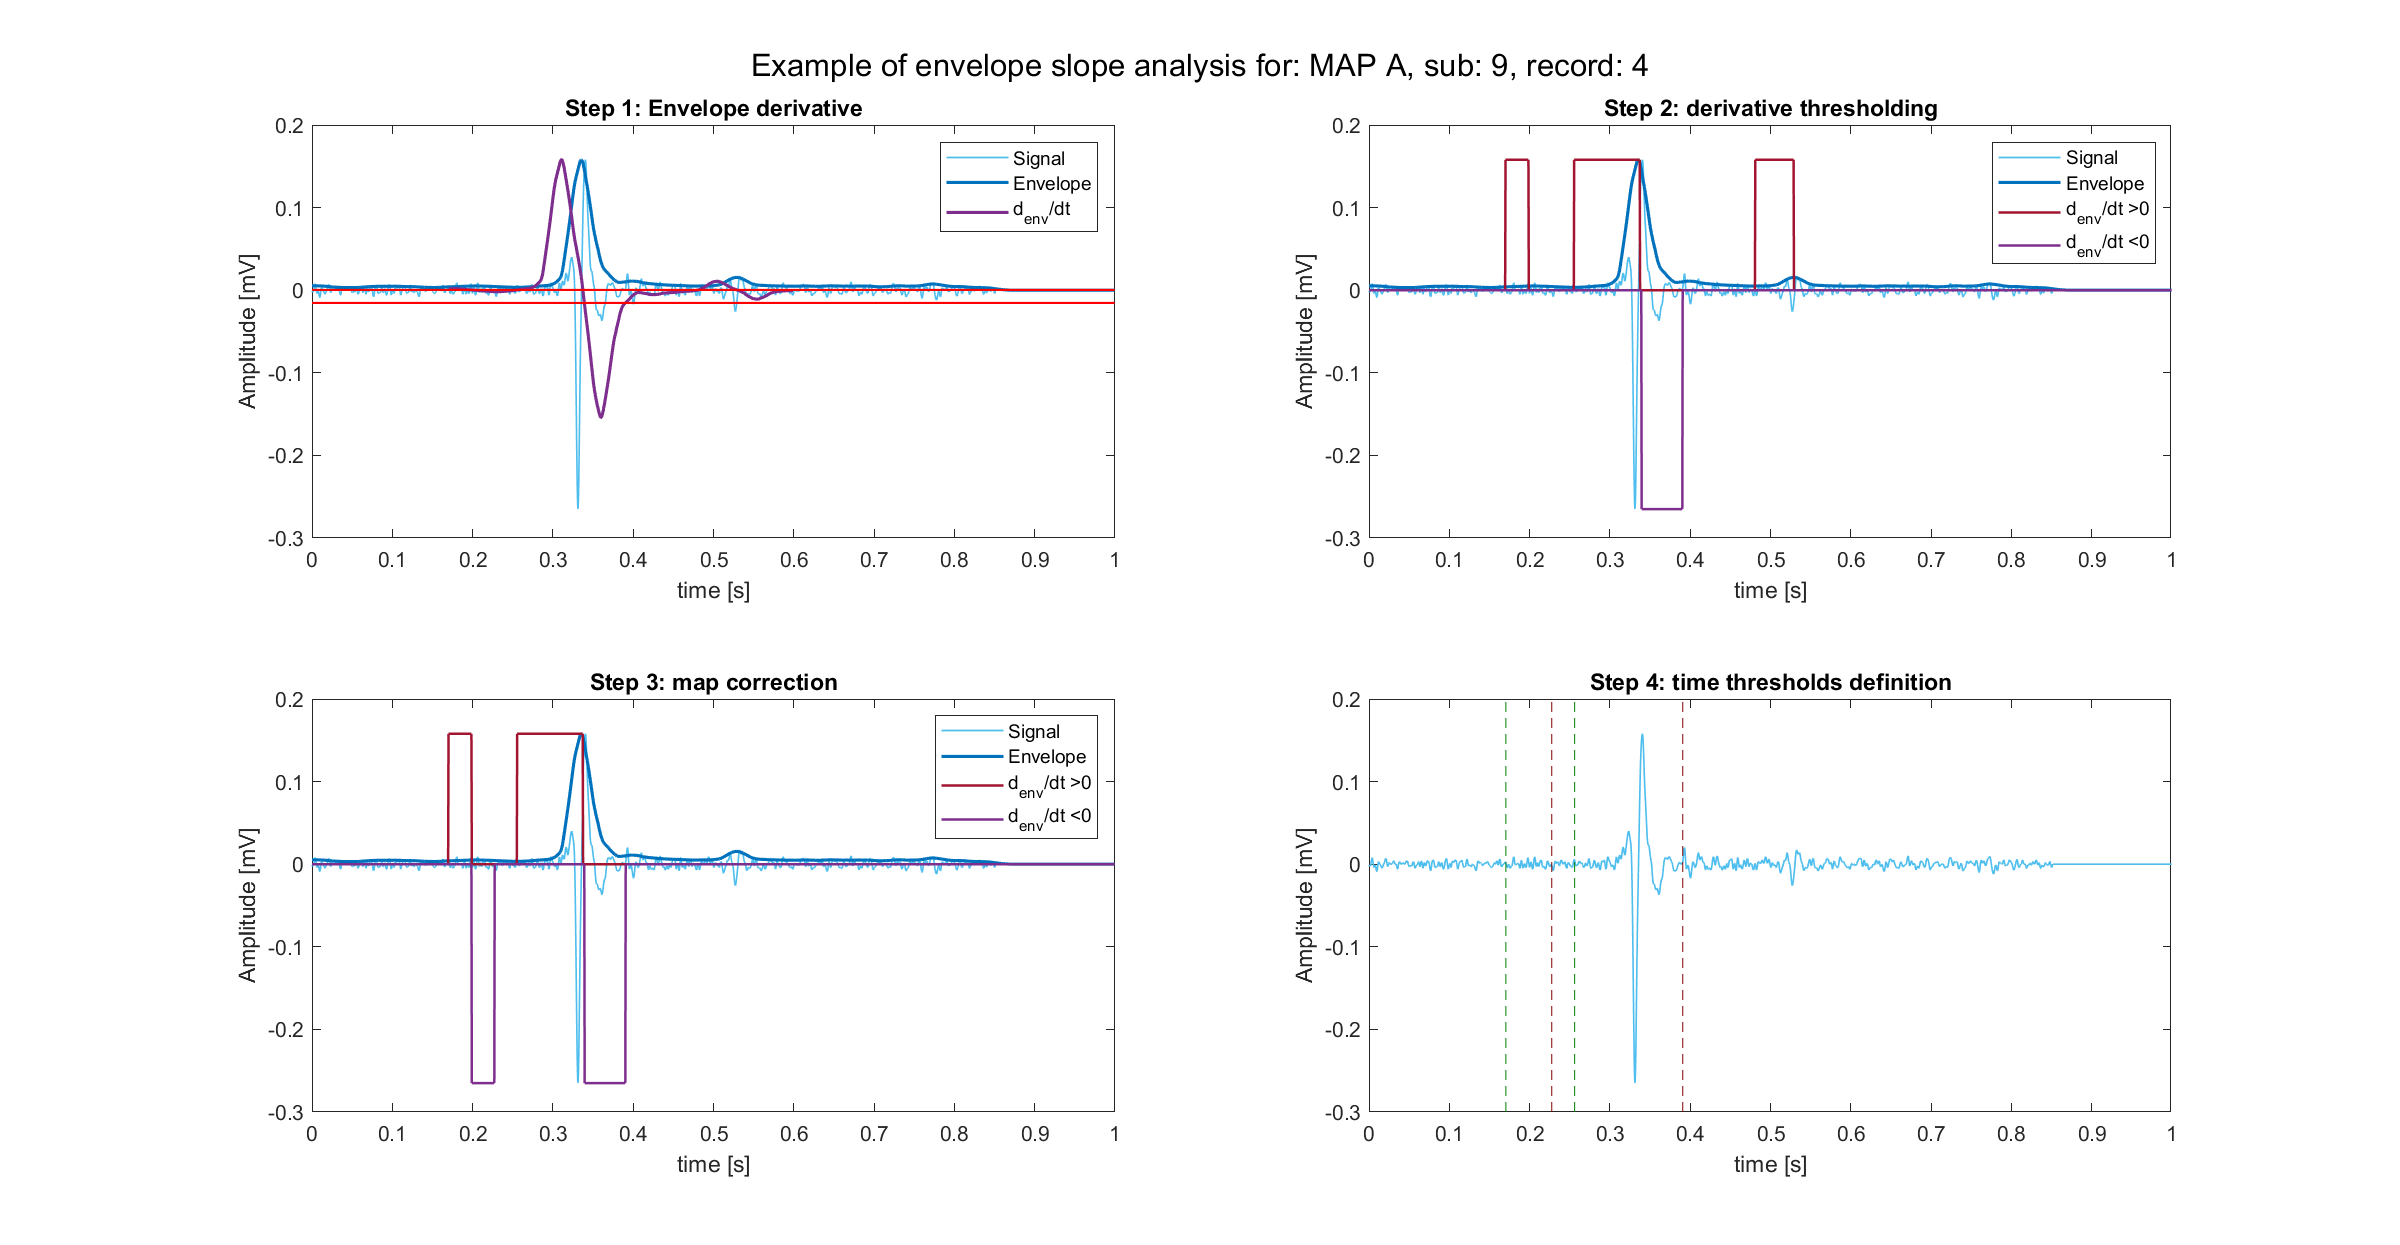 Example of envelope slope analysis for: MAP A, sub: 9, record: 4
Step 1: Envelope derivative
0.2
0.1
0
-0.1
-0.2
-0.3
Amplitude [mV]
Signal
Envelope
d_env/dt
0 0.1 0.2 0.3 0.4 0.5 0.6 0.7 0.8 0.9 1
time [s]
Step 2: derivative thresholding
0.2
0.1
0
-0.1
-0.2
-0.3
Amplitude [mV]
Signal
Envelope
d_env/dt >0
d_env/dt <0
0 0.1 0.2 0.3 0.4 0.5 0.6 0.7 0.8 0.9 1
time [s]
Step 3: map correction
0.2
0.1
0
-0.1
-0.2
-0.3
Amplitude [mV]
Signal
Envelope
d_env/dt >0
d_env/dt <0
0 0.1 0.2 0.3 0.4 0.5 0.6 0.7 0.8 0.9 1
time [s]
Step 4: time thresholds definition
0.2
0.1
0
-0.1
-0.2
-0.3
Amplitude [mV]
0 0.1 0.2 0.3 0.4 0.5 0.6 0.7 0.8 0.9 1
time [s]